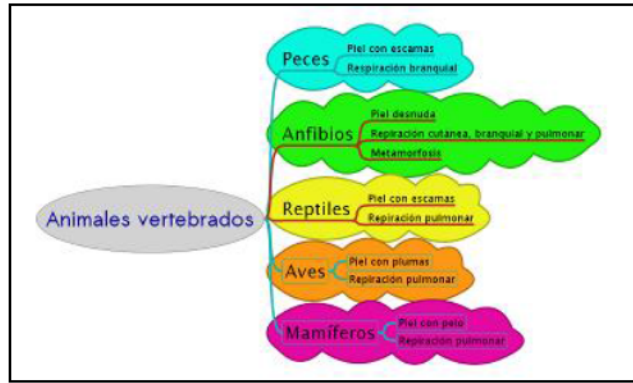 Peces
Piel con escamas
Respiración branquial
Anfibios
Piel desnuda
Repiración cutánea, branquial y pulmonar
Metamorfosis
Animales vertebrados
Reptiles
Piel con escamas
Repiración pulmonar
Aves
Piel con plumas
Repiración pulmonar
Mamíferos
Piel con pelo
Repiración pulmonar